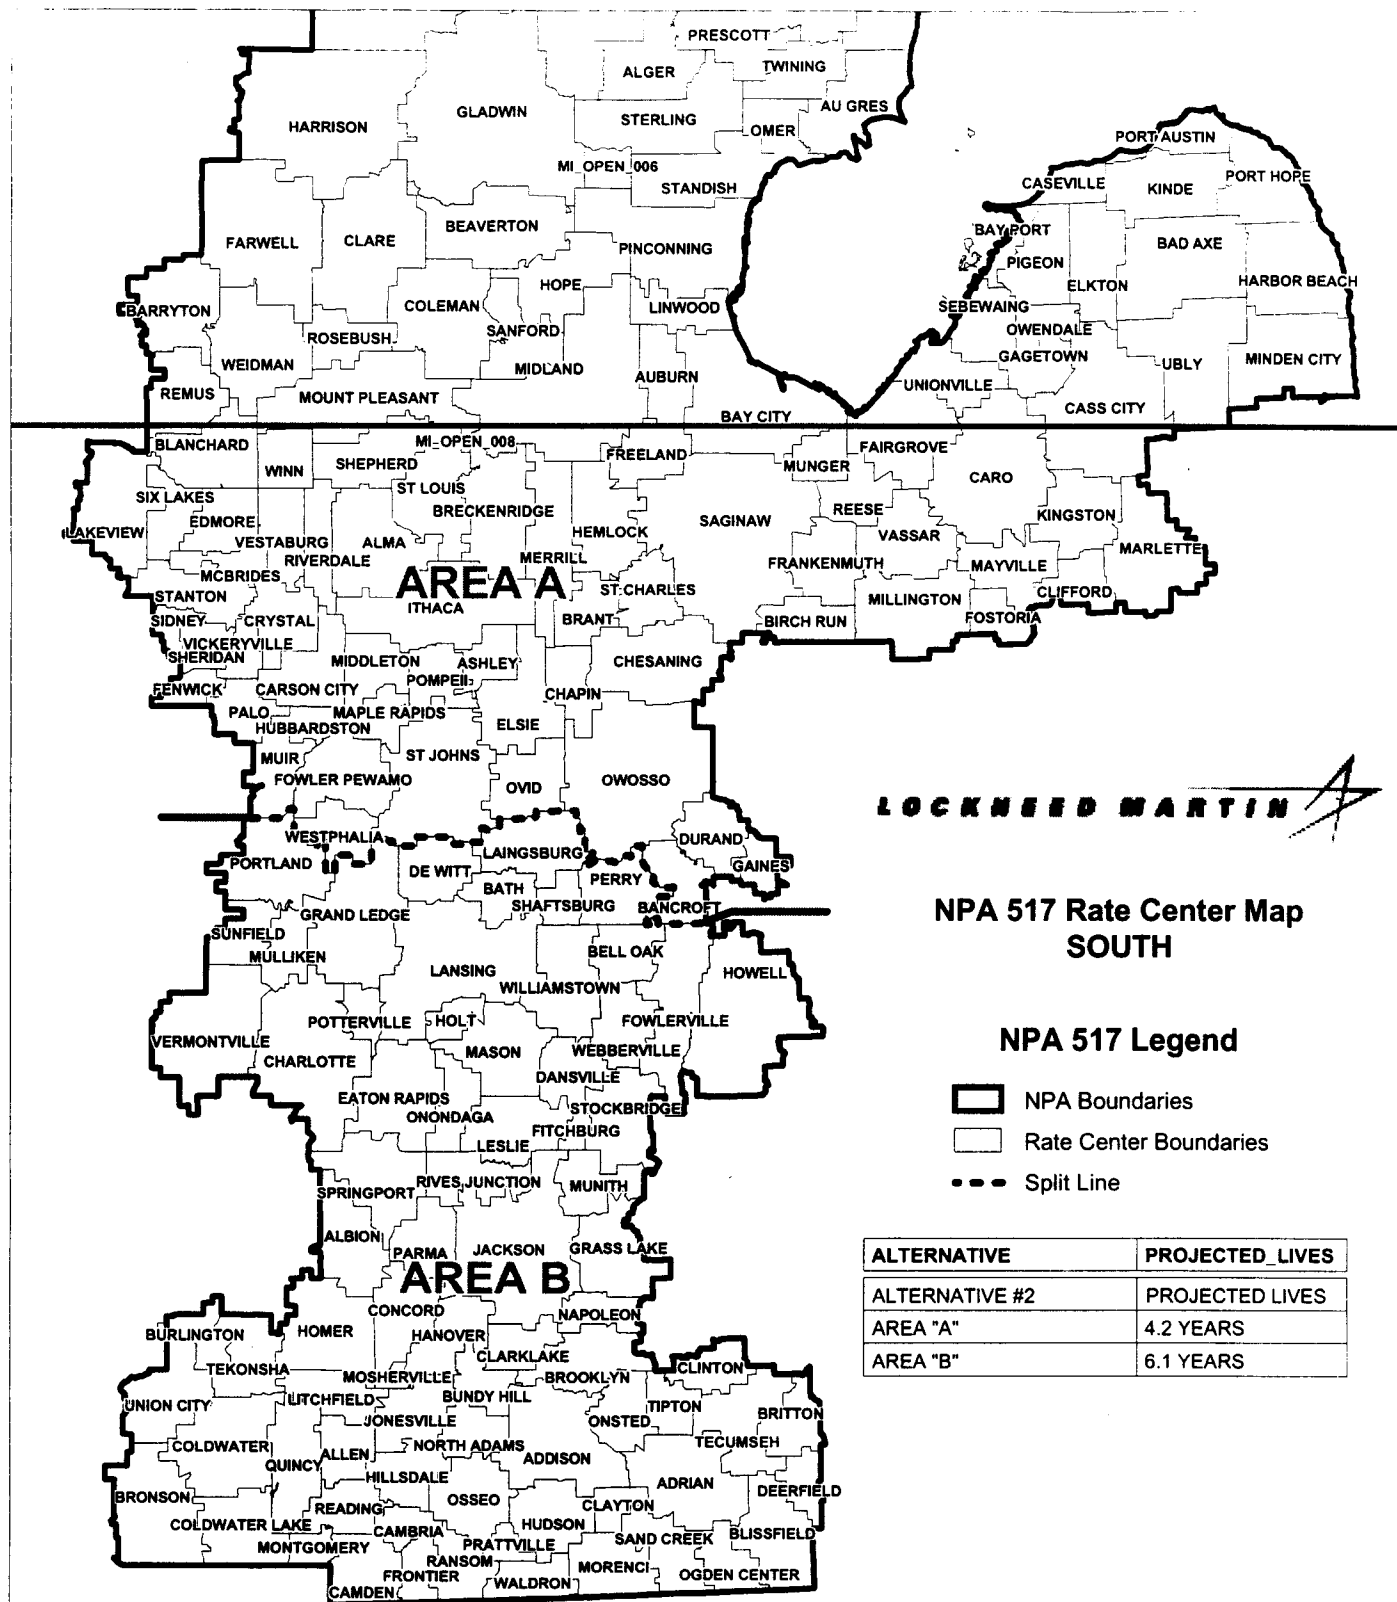 PRESCOTT
ALGER
TWINING
AU GRES
GLADWIN
STERLING
HARRISON
OMER
PORT AUSTIN
MI_OPEN_006
STANDISH
CASEVILLE
KINDE
PORT HOPE
BEAVERTON
BAY PORT
FARWELL
CLARE
PINCONNING
BAD AXE
PIGEON
HOPE
ELKTON
HARBOR BEACH
BARRYTON
COLEMAN
LINWOOD
SEBEWAING
ROSEBUSH
SANFORD
OWENDALE
WEIDMAN
MIDLAND
GAGETOWN
UBLY
MINDEN CITY
REMUS
MOUNT PLEASANT
AUBURN
UNIONVILLE
BAY CITY
CASS CITY
BLANCHARD
MI_OPEN_008
FREELAND
FAIRGROVE
WINN
SHEPHERD
MUNGER
CARO
SIX LAKES
ST LOUIS
LAKEVIEW
EDMORE
BRECKENRIDGE
SAGINAW
REESE
KINGSTON
VESTABURG
ALMA
HEMLOCK
VASSAR
MARLETTE
RIVERDALE
MERRILL
FRANKENMUTH
MAYVILLE
MCBRIDES
AREA A
ST CHARLES
CLIFFORD
STANTON
ITHACA
MILLINGTON
SIDNEY
CRYSTAL
BRANT
BIRCH RUN
FOSTORIA
VICKERYVILLE
SHERIDAN
MIDDLETON
ASHLEY
CHESANING
POMPEII
FENWICK
CARSON CITY
CHAPIN
PALO
MAPLE RAPIDS
HUBBARDSTON
ELSIE
MUIR
ST JOHNS
FOWLER PEWAMO
OVID
OWOSSO
LOCKHEED MARTIN
WESTPHALIA
DURAND
PORTLAND
LAINGSBURG
GAINES
DE WITT
PERRY
BATH
SHAFTSBURG
BANCROFT
GRAND LEDGE
NPA 517 Rate Center Map
SOUTH
SUNFIELD
MULLIKEN
BELL OAK
LANSING
HOWELL
WILLIAMSTOWN
POTTERVILLE
HOLT
FOWLERVILLE
VERMONTVILLE
NPA 517 Legend
CHARLOTTE
MASON
WEBBERVILLE
DANSVILLE
EATON RAPIDS
NPA Boundaries
ONONDAGA
STOCKBRIDGE
FITCHBURG
LESLIE
Rate Center Boundaries
SPRINGPORT
RIVES JUNCTION
MUNITH
Split Line
ALBION
PARMA
JACKSON
GRASS LAKE
AREA B
ALTERNATIVE PROJECTED_LIVES
ALTERNATIVE #2 PROJECTED LIVES
AREA "A" 4.2 YEARS
AREA "B" 6.1 YEARS
CONCORD
NAPOLEON
BURLINGTON
HOMER
HANOVER
TEKONSHA
CLARKLAKE
CLINTON
MOSHERVILLE
BROOKLYN
UNION CITY
LITCHFIELD
BUNDY HILL
TIPTON
BRITTON
JONESVILLE
ONSTED
COLDWATER
ALLEN
NORTH ADAMS
TECUMSEH
QUINCY
ADDISON
HILLSDALE
ADRIAN
BRONSON
OSSEO
DEERFIELD
READING
CLAYTON
COLDWATER LAKE
CAMBRIA
HUDSON
SAND CREEK
BLISSFIELD
MONTGOMERY
PRATTVILLE
RANSOM
MORENCI
FRONTIER
WALDRON
OGDEN CENTER
CAMDEN